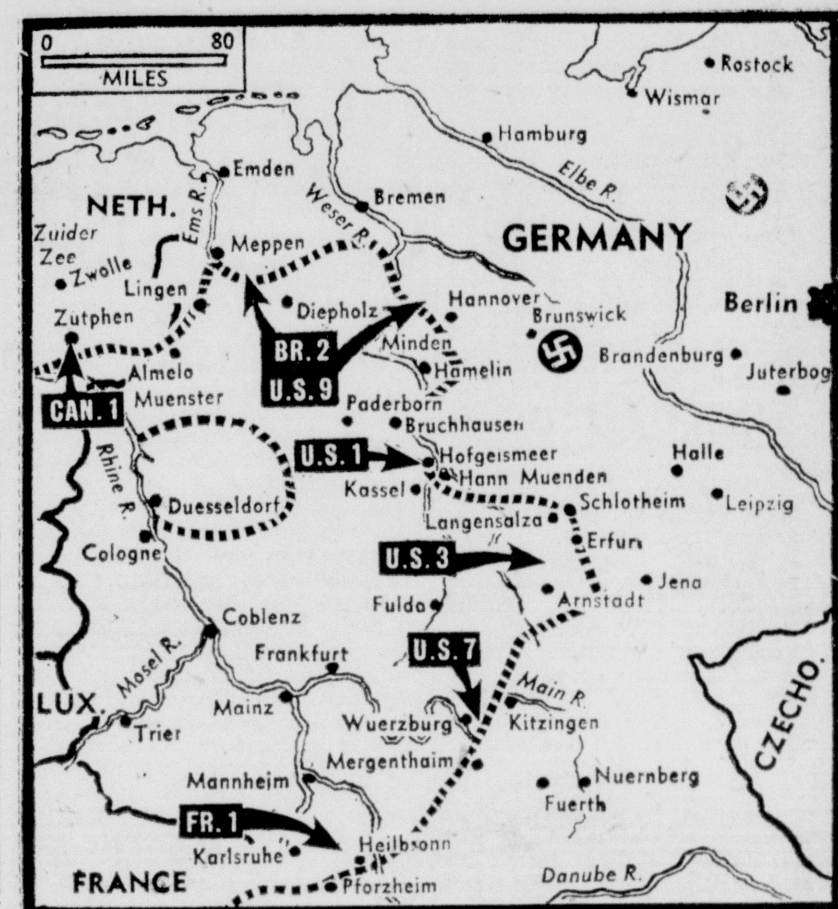 0 80
MILES
Rostock
Wismar
Hamburg
Elbe R.
Emden
NETH.
Ems R.
Weser R.
Bremen
Zuider
Zee
Zwolle
Meppen
GERMANY
Lingen
Diepholz
Hannover
Brunswick
Berlin
Zutphen
BR. 2
U.S. 9
Minden
Hamelin
Brandenburg
Juterbog
Almelo
CAN. 1
Muenster
Paderborn
Bruchhausen
U.S. 1
Hofgeismer
Hann Muenden
Halle
Rhine R.
Kassel
Duesseldorf
Schlotheim
Leipzig
Langensalza
Cologne
Erfurt
U.S. 3
Jena
Arnstadt
Fulda
Coblenz
Mosel R.
Frankfurt
U.S. 7
Main R.
LUX.
Mainz
Wuerzburg
Kitzingen
CZECHO.
Trier
Mergenthaim
Mannheim
Nuernberg
Fuerth
FR. 1
Heilbronn
Karlsruhe
FRANCE
Pforzheim
Danube R.